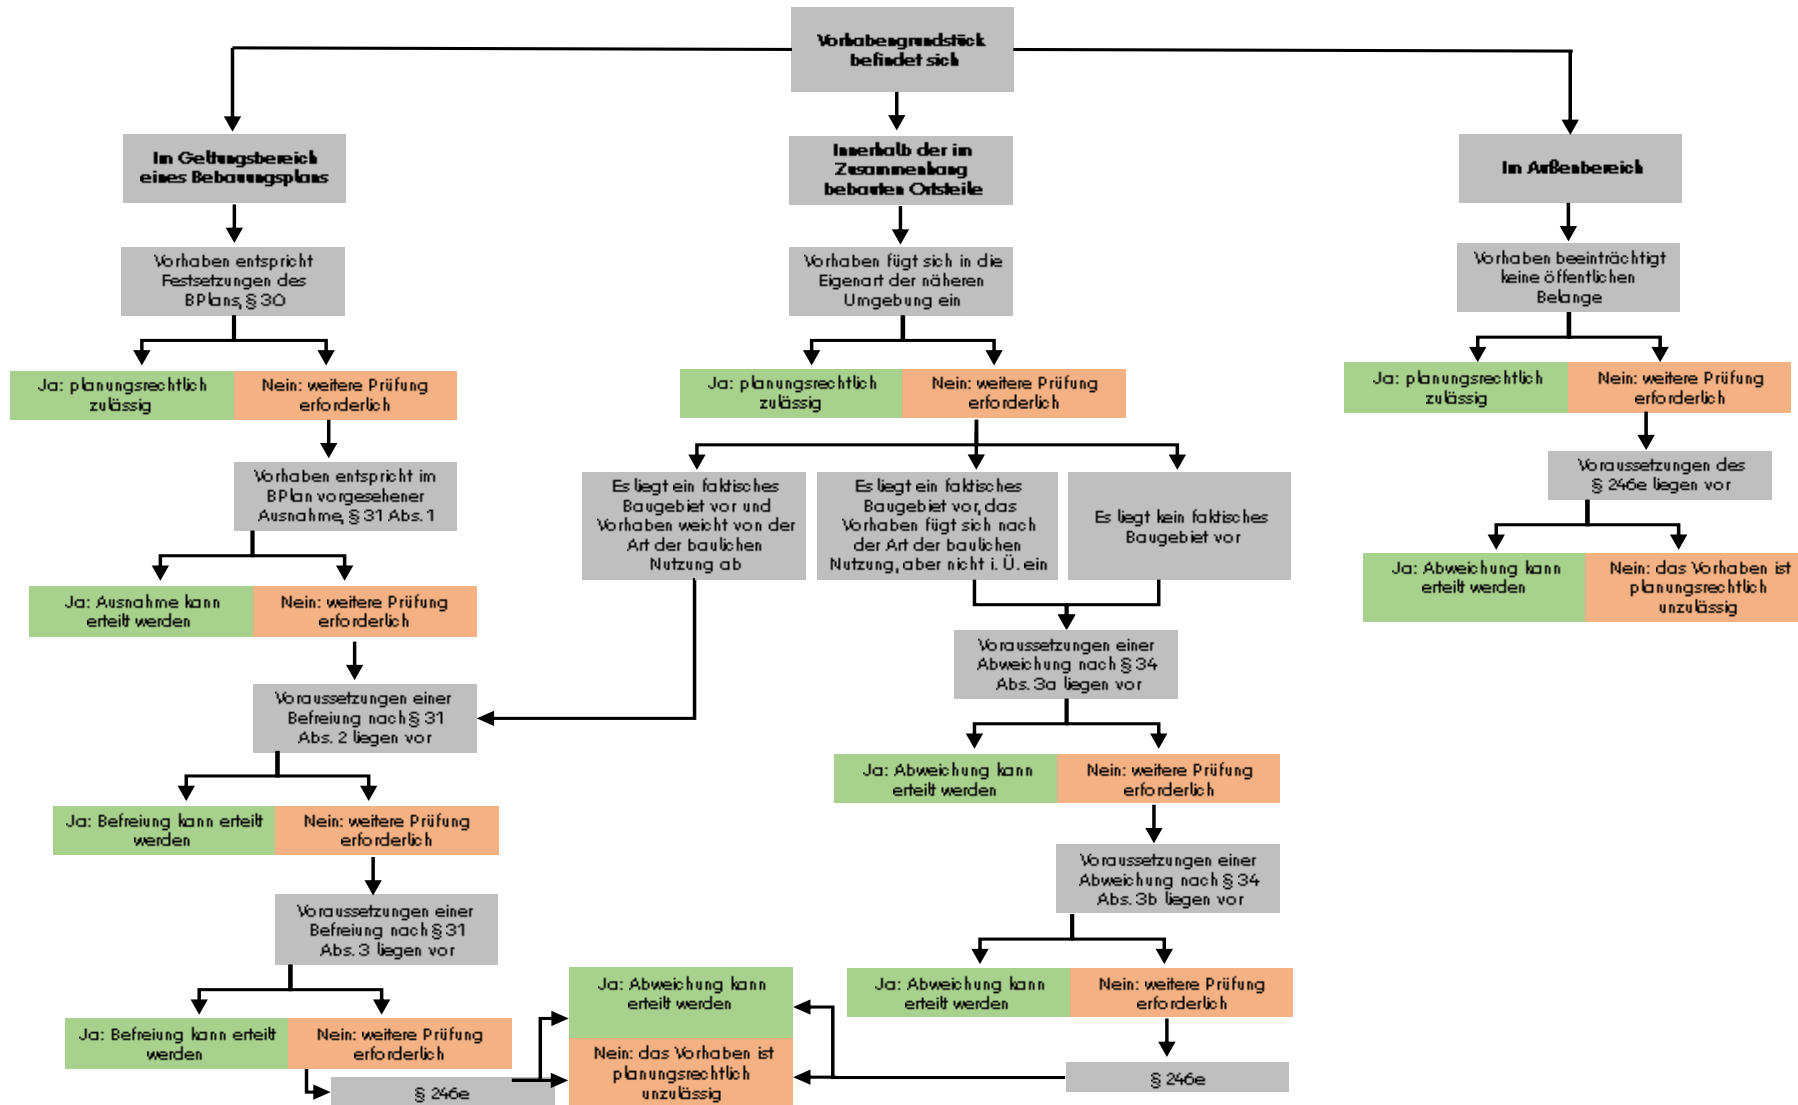 Vorhabengrundstück
befindet sich
Im Geltungsbereich
eines Bebauungsplans
Innerhalb der im
Zusammenhang
bebauten Ortsteile
Im Außenbereich
Vorhaben entspricht
Festsetzungen des
BPlans, § 30
Vorhaben fügt sich in die
Eigenart der näheren
Umgebung ein
Vorhaben beeinträchtigt
keine öffentlichen
Belange
Ja: planungsrechtlich
zulässig
Nein: weitere Prüfung
erforderlich
Ja: planungsrechtlich
zulässig
Nein: weitere Prüfung
erforderlich
Ja: planungsrechtlich
zulässig
Nein: weitere Prüfung
erforderlich
Vorhaben entspricht im
BPlan vorgesehener
Ausnahme, § 31 Abs. 1
Es liegt ein faktisches
Baugebiet vor und
Vorhaben weicht von der
Art der baulichen
Nutzung ab
Es liegt ein faktisches
Baugebiet vor, das
Vorhaben fügt sich nach
der Art der baulichen
Nutzung, aber nicht i. Ü. ein
Es liegt kein faktisches
Baugebiet vor
Voraussetzungen des
§ 246e liegen vor
Ja: Ausnahme kann
erteilt werden
Nein: weitere Prüfung
erforderlich
Ja: Abweichung kann
erteilt werden
Nein: das Vorhaben ist
planungsrechtlich
unzulässig
Voraussetzungen einer
Befreiung nach § 31
Abs. 2 liegen vor
Voraussetzungen einer
Abweichung nach § 34
Abs. 3a liegen vor
Ja: Befreiung kann erteilt
werden
Nein: weitere Prüfung
erforderlich
Ja: Abweichung kann
erteilt werden
Nein: weitere Prüfung
erforderlich
Voraussetzungen einer
Befreiung nach § 31
Abs. 3 liegen vor
Voraussetzungen einer
Abweichung nach § 34
Abs. 3b liegen vor
Ja: Befreiung kann erteilt
werden
Nein: weitere Prüfung
erforderlich
Ja: Abweichung kann
erteilt werden
Nein: das Vorhaben ist
planungsrechtlich
unzulässig
Ja: Abweichung kann
erteilt werden
Nein: weitere Prüfung
erforderlich
§ 246e
§ 246e